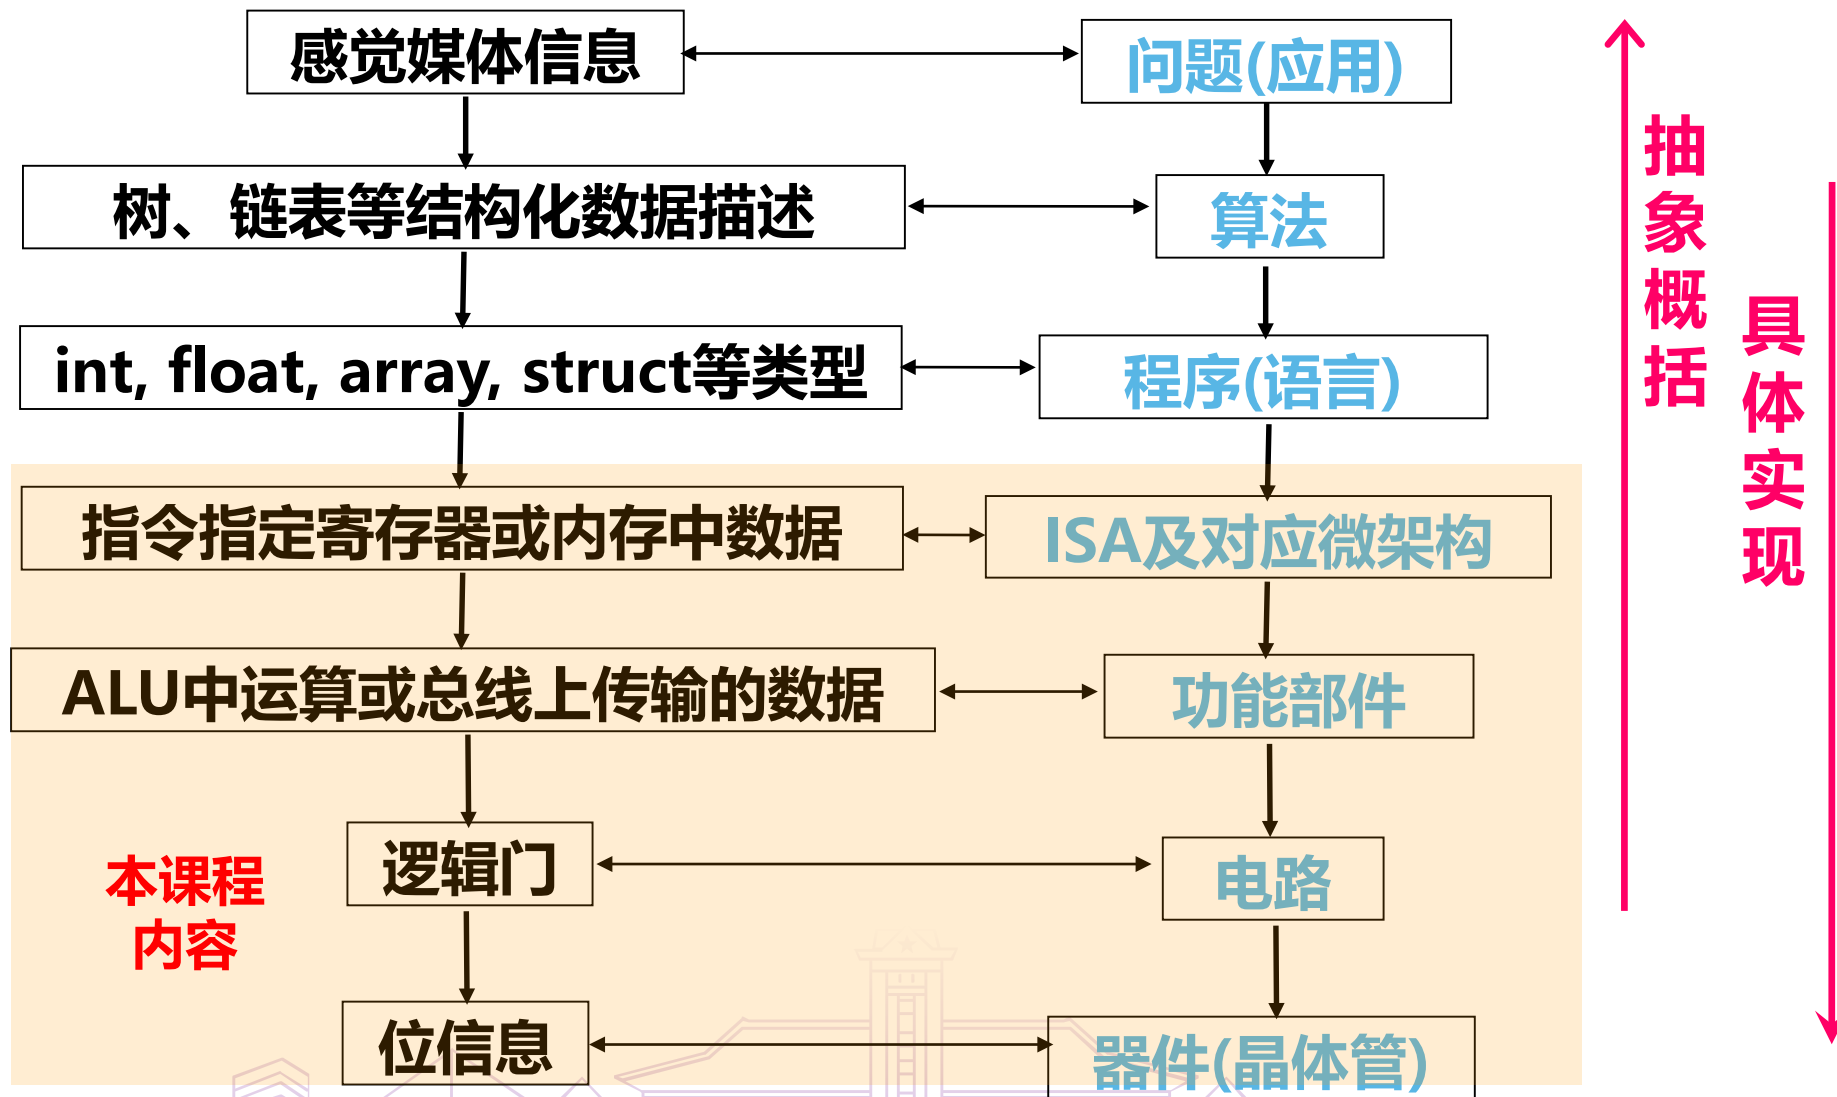 感觉媒体信息
问题(应用)
树、链表等结构化数据描述
算法
int, float, array, struct等类型
程序(语言)
指令指定寄存器或内存中数据
ISA及对应微架构
ALU中运算或总线上传输的数据
功能部件
逻辑门
电路
本课程
内容
位信息
器件(晶体管)
抽象概括
具体实现